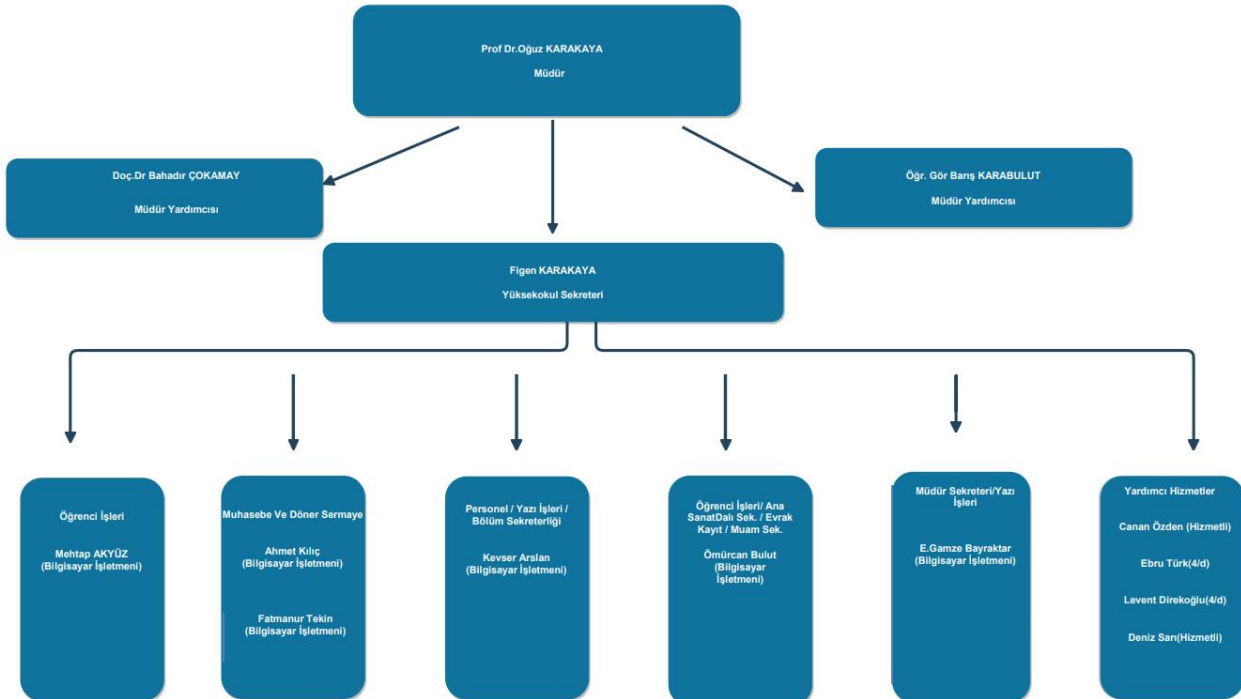 Prof Dr.Oğuz KARAKAYA
Müdür
Doç.Dr Bahadır ÇOKAMAY
Müdür Yardımcısı
Öğr. Gör Barış KARABULUT
Müdür Yardımcısı
Figen KARAKAYA
Yüksekokul Sekreteri
Öğrenci İşleri
Mehtap AKYÜZ
(Bilgisayar İşletmeni)
Muhasebe Ve Döner Sermaye
Ahmet Kılıç
(Bilgisayar İşletmeni)
Fatmanur Tekin
(Bilgisayar İşletmeni)
Personel / Yazı İşleri /
Bölüm Sekreterliği
Kevser Arslan
(Bilgisayar İşletmeni)
Öğrenci İşleri/ Ana
SanatDalı Sek. / Evrak
Kayıt / Muam Sek.
Ömürcan Bulut
(Bilgisayar
İşletmeni)
Müdür Sekreteri/Yazı
İşleri
E.Gamze Bayraktar
(Bilgisayar İşletmeni)
Yardımcı Hizmetler
Canan Özden (Hizmetli)
Ebru Türk(4/d)
Levent Direkoğlu(4/d)
Deniz Sarı(Hizmetli)